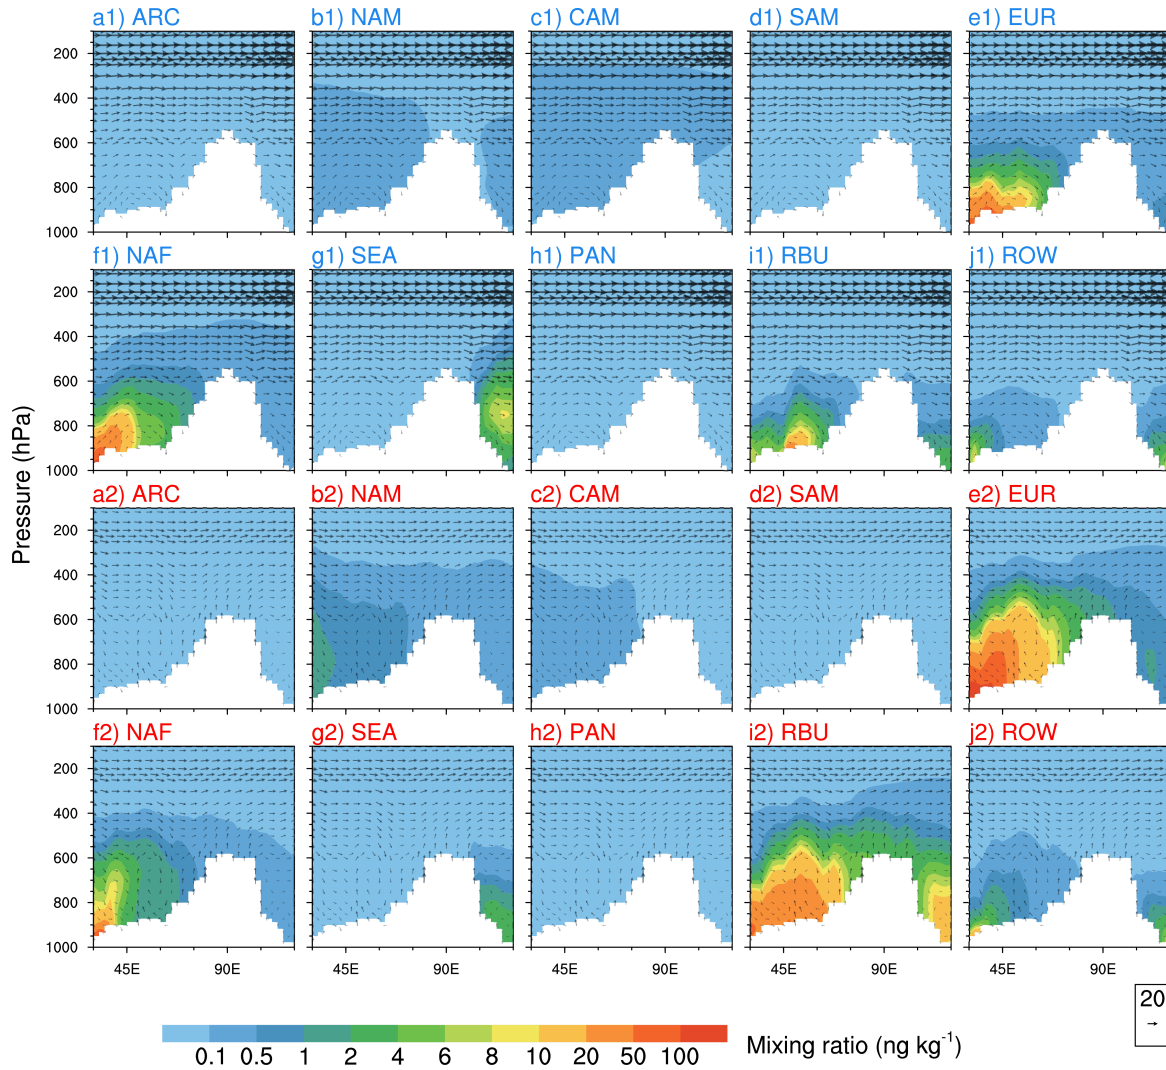 a1) ARC b1) NAM c1) CAM d1) SAM e1) EUR
200
400
600
800
1000
f1) NAF g1) SEA h1) PAN i1) RBU j1) ROW
200
400
600
800
1000
Pressure (hPa)
a2) ARC b2) NAM c2) CAM d2) SAM e2) EUR
200
400
600
800
1000
f2) NAF g2) SEA h2) PAN i2) RBU j2) ROW
200
400
600
800
1000
45E 90E 45E 90E 45E 90E 45E 90E 45E 90E
20
0.1 0.5 1 2 4 6 8 10 20 50 100
Mixing ratio (ng kg⁻¹)